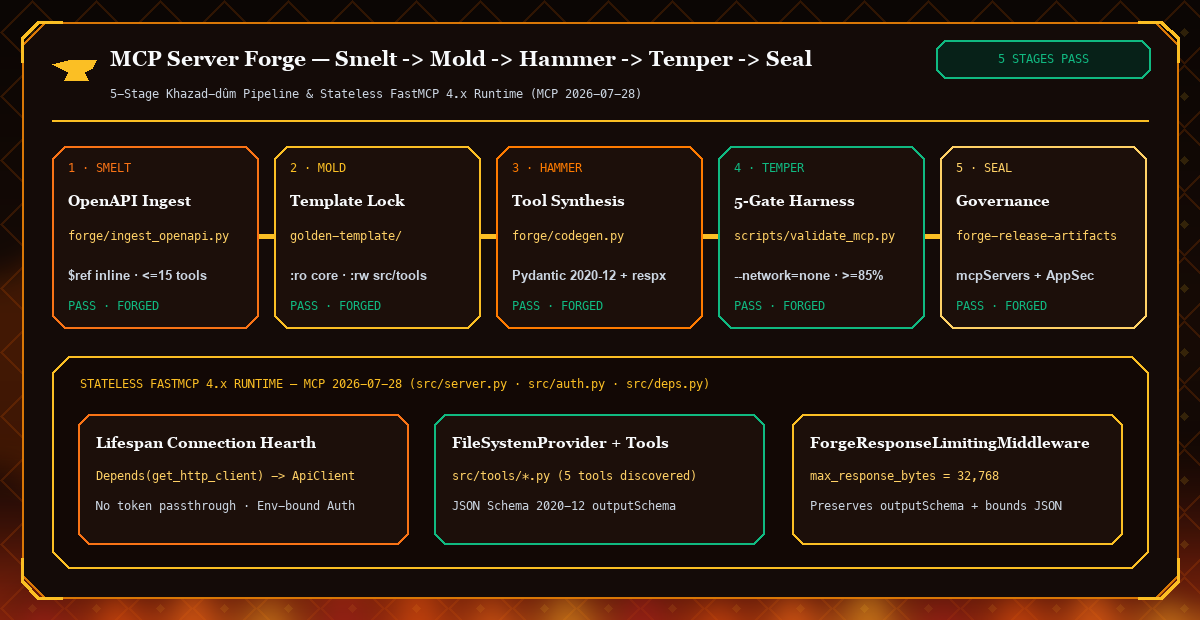 MCP Server Forge — Smelt -> Mold -> Hammer -> Temper -> Seal
5 STAGES PASS
5−Stage Khazad−dûm Pipeline & Stateless FastMCP 4.x Runtime (MCP 2026−07−28)
1 · SMELT
OpenAPI Ingest
forge/ingest_openapi.py
$ref inline · <=15 tools
PASS · FORGED
2 · MOLD
Template Lock
golden−template/
:ro core · :rw src/tools
PASS · FORGED
3 · HAMMER
Tool Synthesis
forge/codegen.py
Pydantic 2020-12 + respx
PASS · FORGED
4 · TEMPER
5-Gate Harness
scripts/validate_mcp.py
--network=none · >=85%
PASS · FORGED
5 · SEAL
Governance
forge−release−artifacts
mcpServers + AppSec
PASS · FORGED
STATELESS FASTMCP 4.x RUNTIME — MCP 2026−07−28 (src/server.py · src/auth.py · src/deps.py)
Lifespan Connection Hearth
Depends(get_http_client) −> ApiClient
No token passthrough · Env−bound Auth
FileSystemProvider + Tools
src/tools/*.py (5 tools discovered)
JSON Schema 2020−12 outputSchema
ForgeResponseLimitingMiddleware
max_response_bytes = 32,768
Preserves outputSchema + bounds JSON